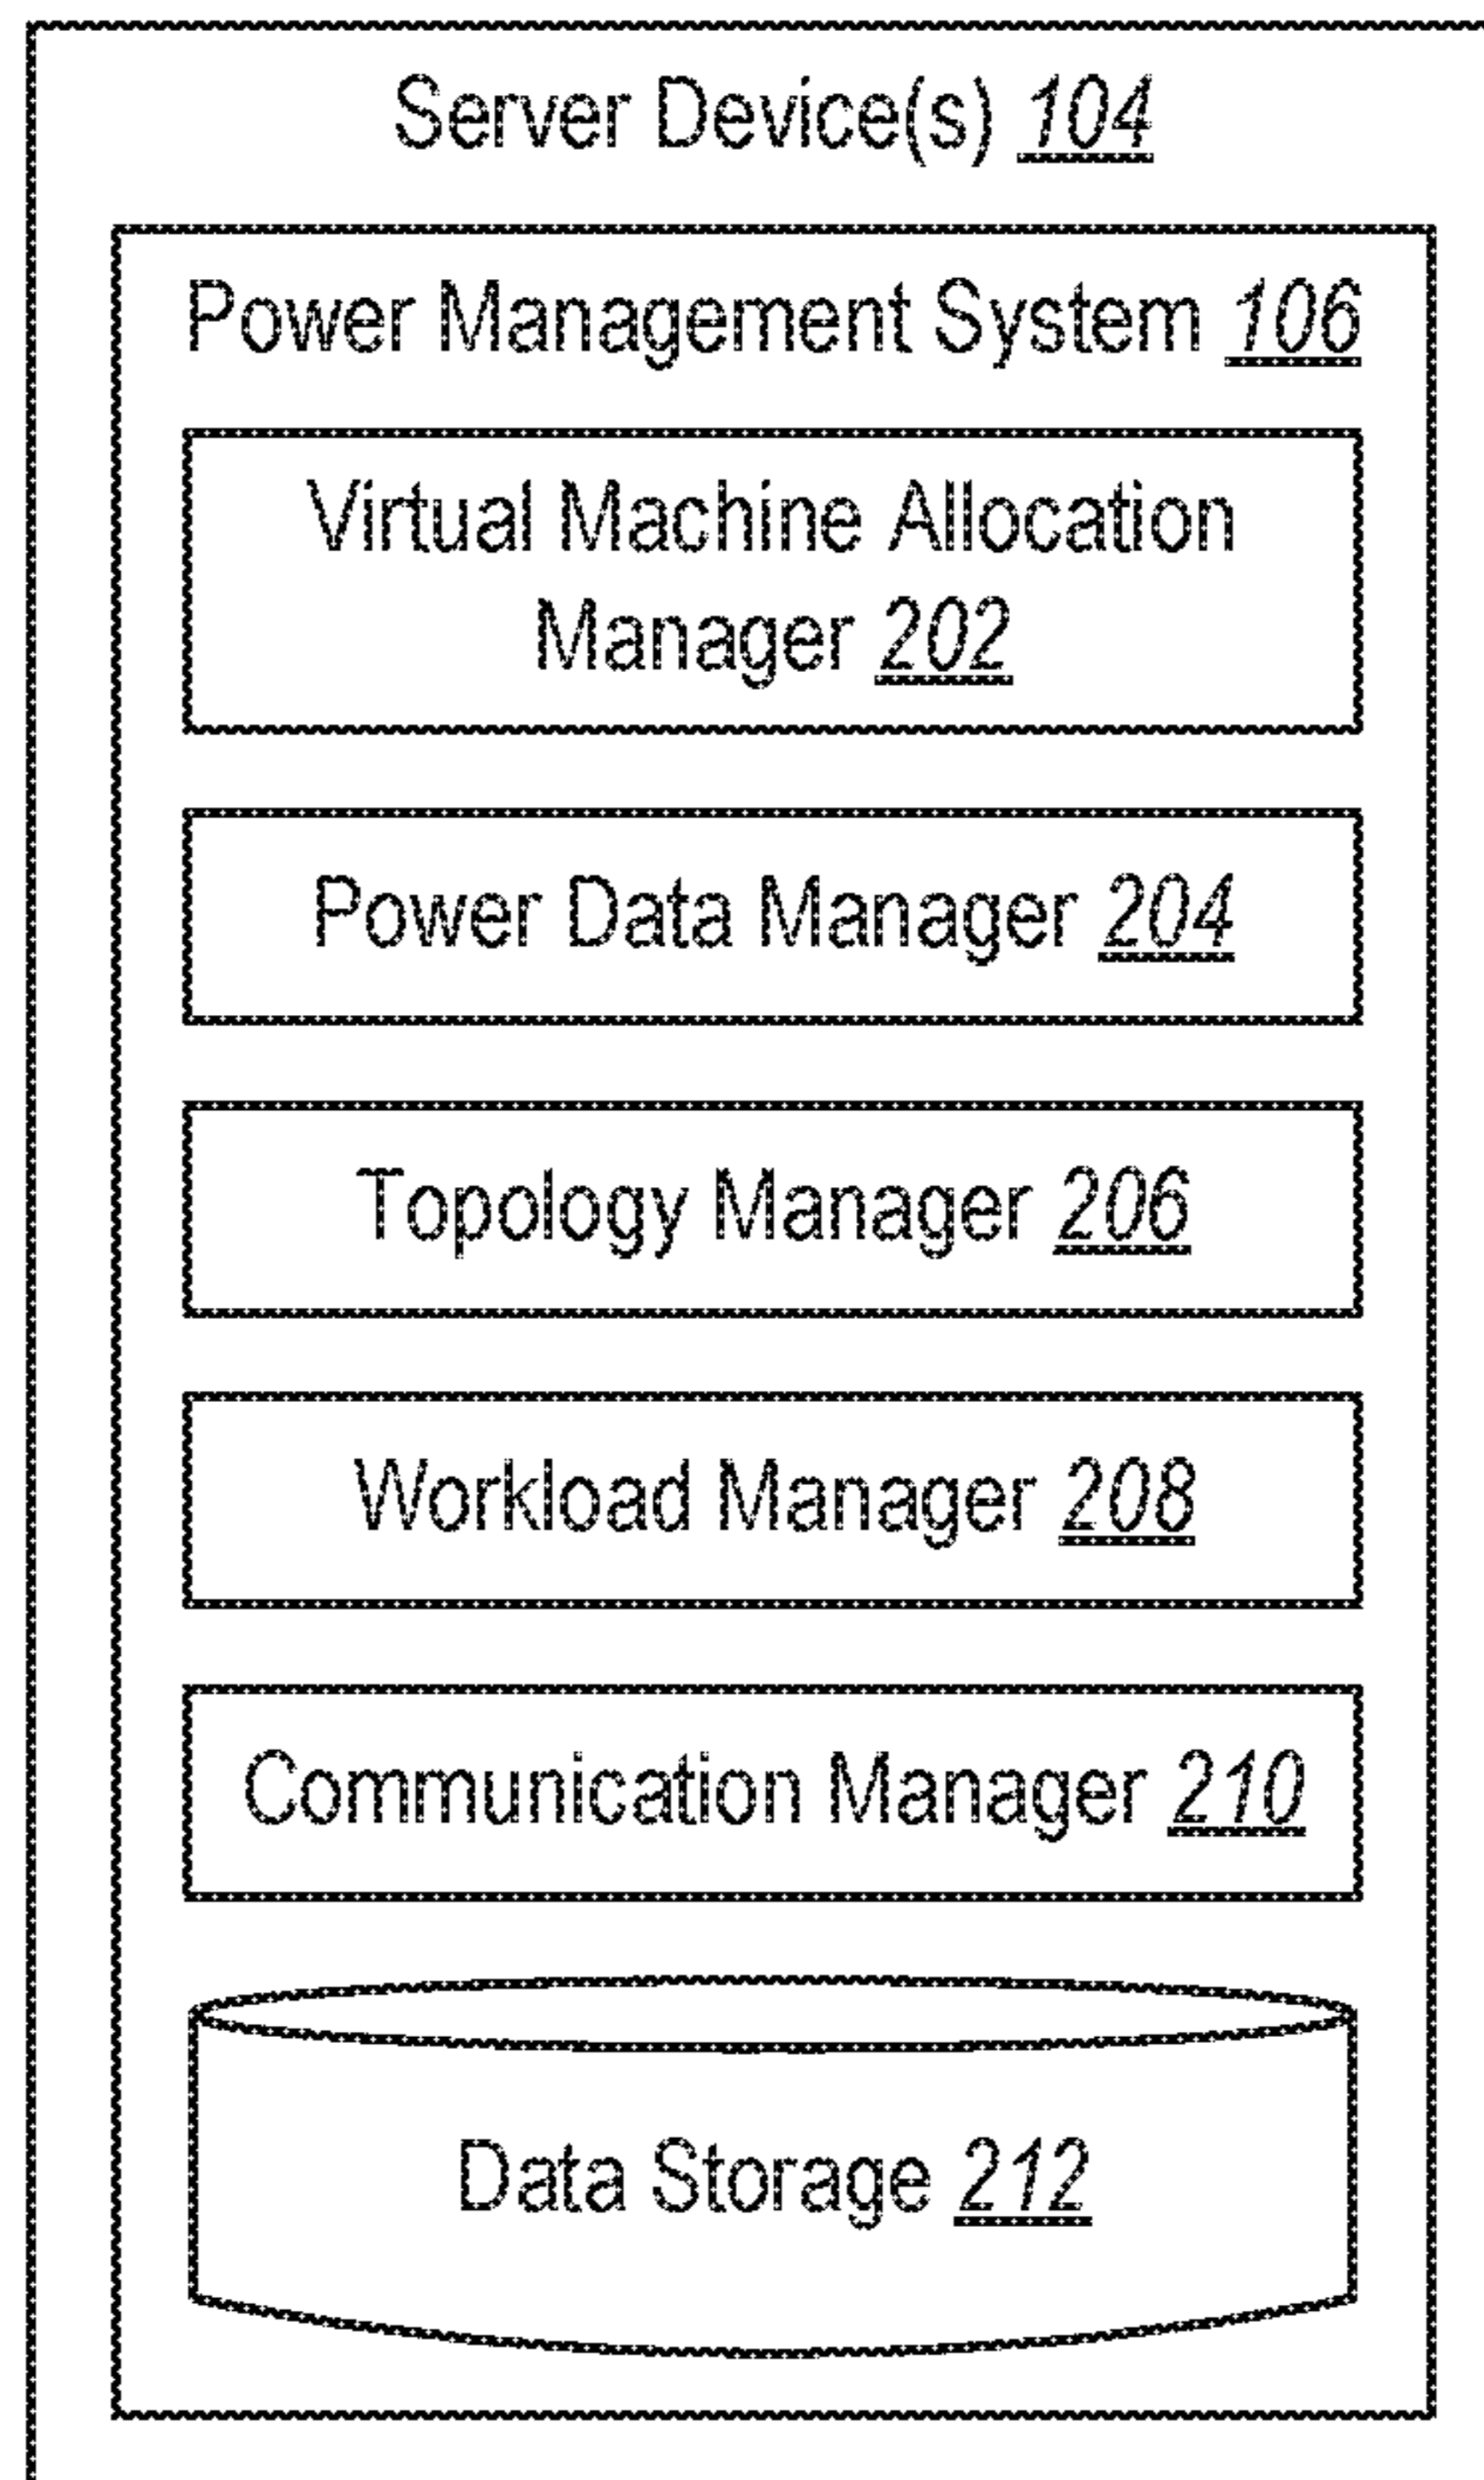 Server Device(s) 104
Power Management System 106
Virtual Machine Allocation
Manager 202
Power Data Manager 204
Topology Manager 206
Workload Manager 208
Communication Manager 210
Data Storage 212